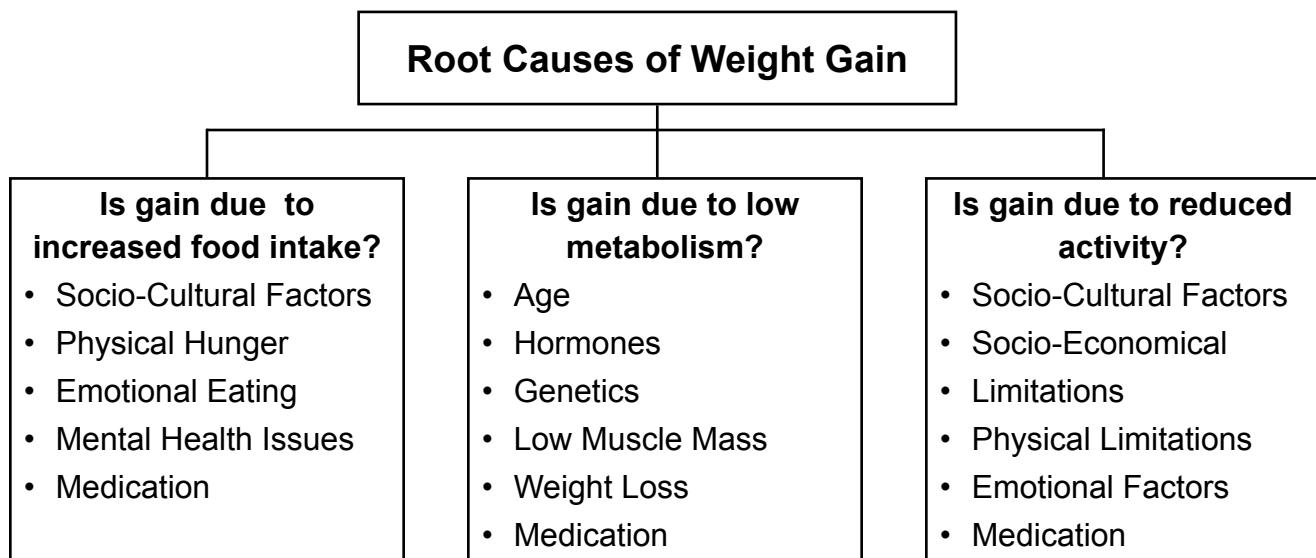 Root Causes of Weight Gain
Is gain due  to
increased food intake?
• Socio-Cultural Factors
• Physical Hunger
• Emotional Eating
• Mental Health Issues
• Medication
Is gain due to low
metabolism?
• Age
• Hormones
• Genetics
• Low Muscle Mass
• Weight Loss
• Medication
Is gain due to reduced
activity?
• Socio-Cultural Factors
• Socio-Economical
• Limitations
• Physical Limitations
• Emotional Factors
• Medication